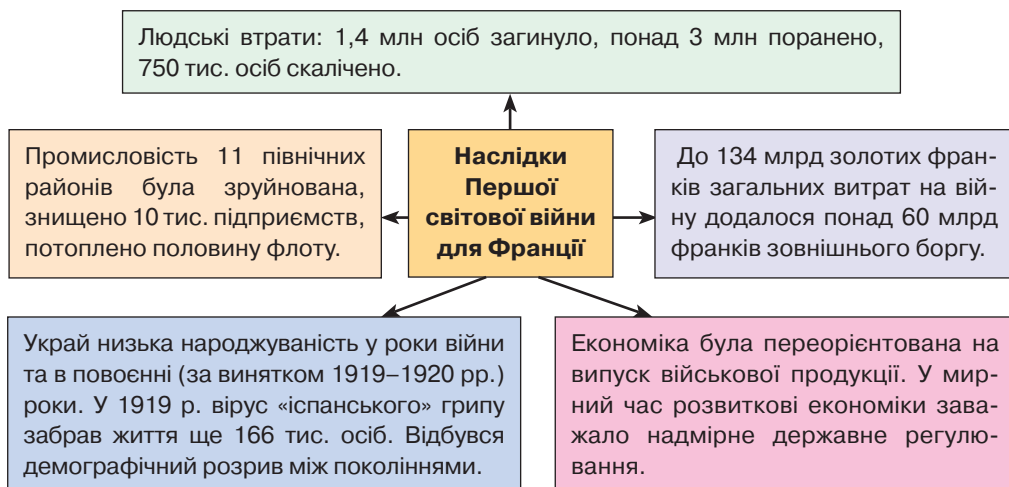 Людські втрати: 1,4 млн осіб загинуло, понад 3 млн поранено,
750 тис. осіб скалічено.
Промисловість 11 північних
районів була зруйнована,
знищено 10 тис. підприємств,
потоплено половину флоту.
Наслідки
Першої
світової війни
для Франції
До 134 млрд золотих фран-
ків загальних витрат на вій-
ну додалося понад 60 млрд
франків зовнішнього боргу.
Украй низька народжуваність у роки війни
та в повоєнні (за винятком 1919–1920 рр.)
роки. У 1919 р. вірус «іспанського» грипу
забрав життя ще 166 тис. осіб. Відбувся
демографічний розрив між поколіннями.
Економіка була переорієнтована на
випуск військової продукції. У мир-
ний час розвиткові економіки зава-
жало надмірне державне регулю-
вання.